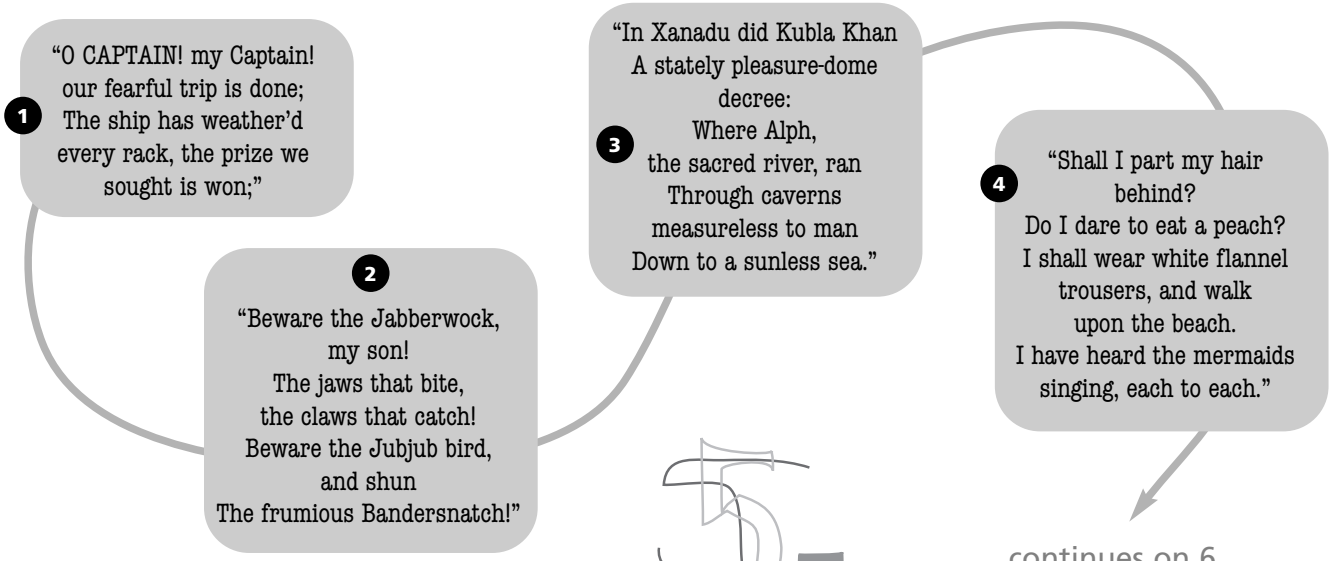 1
“O CAPTAIN! my Captain!
our fearful trip is done;
The ship has weather’d
every rack, the prize we
sought is won;”
2
“Beware the Jabberwock,
my son!
The jaws that bite,
the claws that catch!
Beware the Jubjub bird,
and shun
The frumious Bandersnatch!”
3
“In Xanadu did Kubla Khan
A stately pleasure-dome
decree:
Where Alph,
the sacred river, ran
Through caverns
measureless to man
Down to a sunless sea.”
4
“Shall I part my hair
behind?
Do I dare to eat a peach?
I shall wear white flannel
trousers, and walk
upon the beach.
I have heard the mermaids
singing, each to each.”
continues on 6